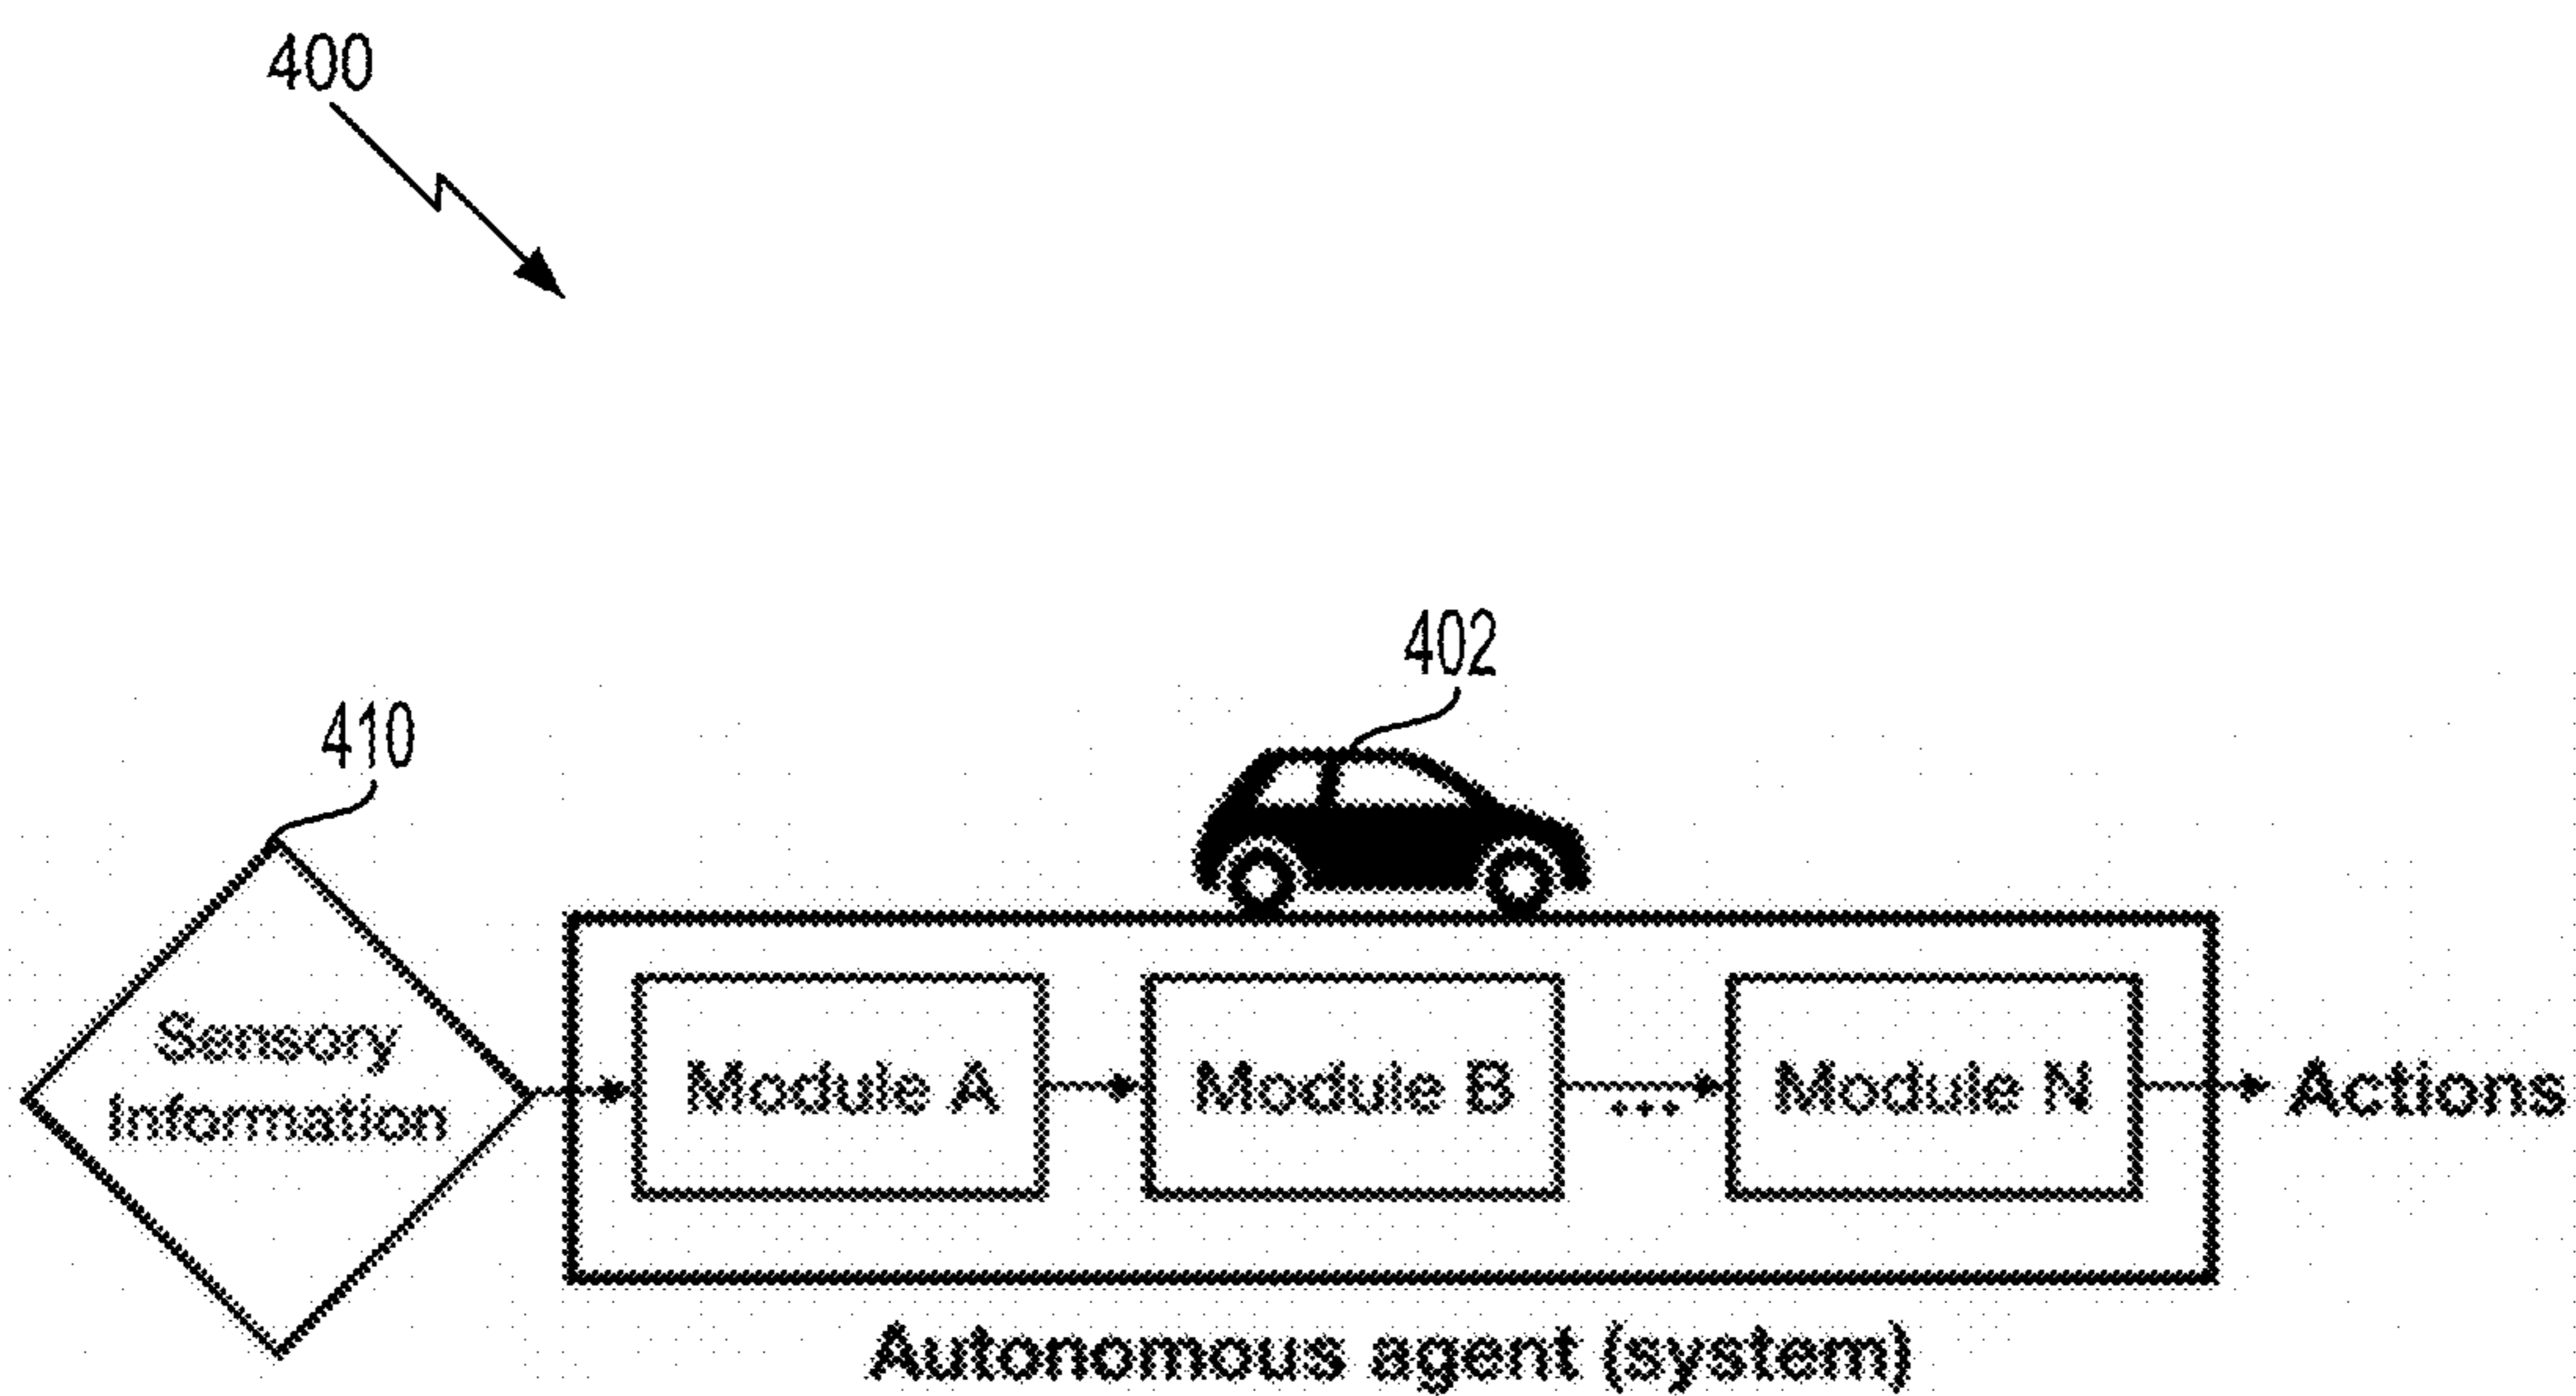 400
402
410
Sensory
Information
Module A
Module B
...
Module N
Actions
Autonomous agent (system)